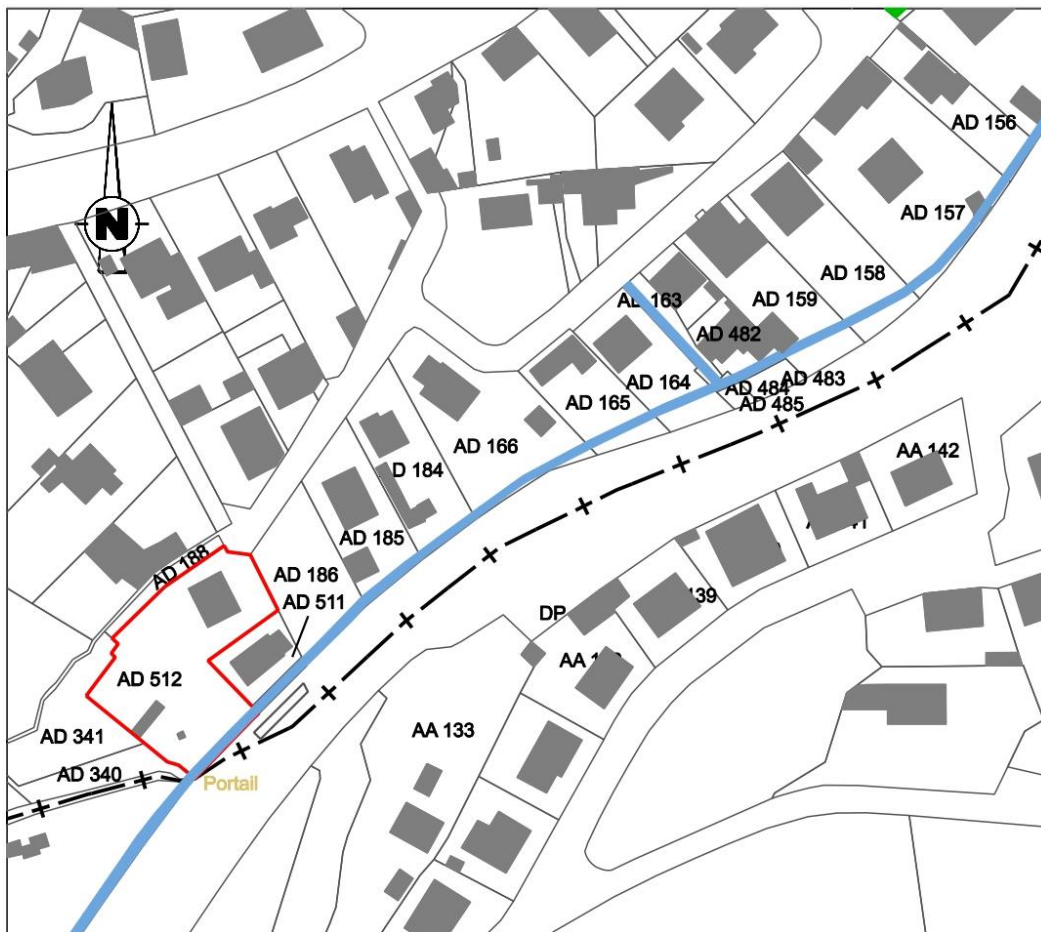 AD 156
N
AD 157
AD 158
AD 159
AD 163
AD 482
AD 164
AD 483
AD 484
AD 485
AD 165
AD 166
AA 142
D 184
AD 185
AD 188
AD 186
AD 511
139
DP
AD 512
AA 133
AD 341
AD 340
Portail